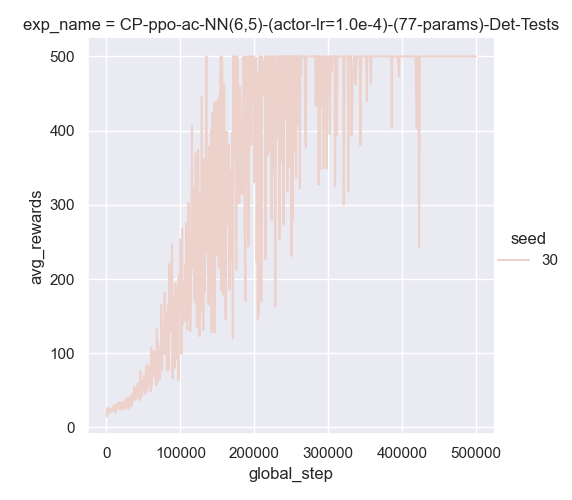 exp_name = CP-ppo-ac-NN(6,5)-(actor-lr=1.0e-4)-(77-params)-Det-Tests
500
400
300
200
100
0
avg_rewards
0 100000 200000 300000 400000 500000
global_step
seed
30